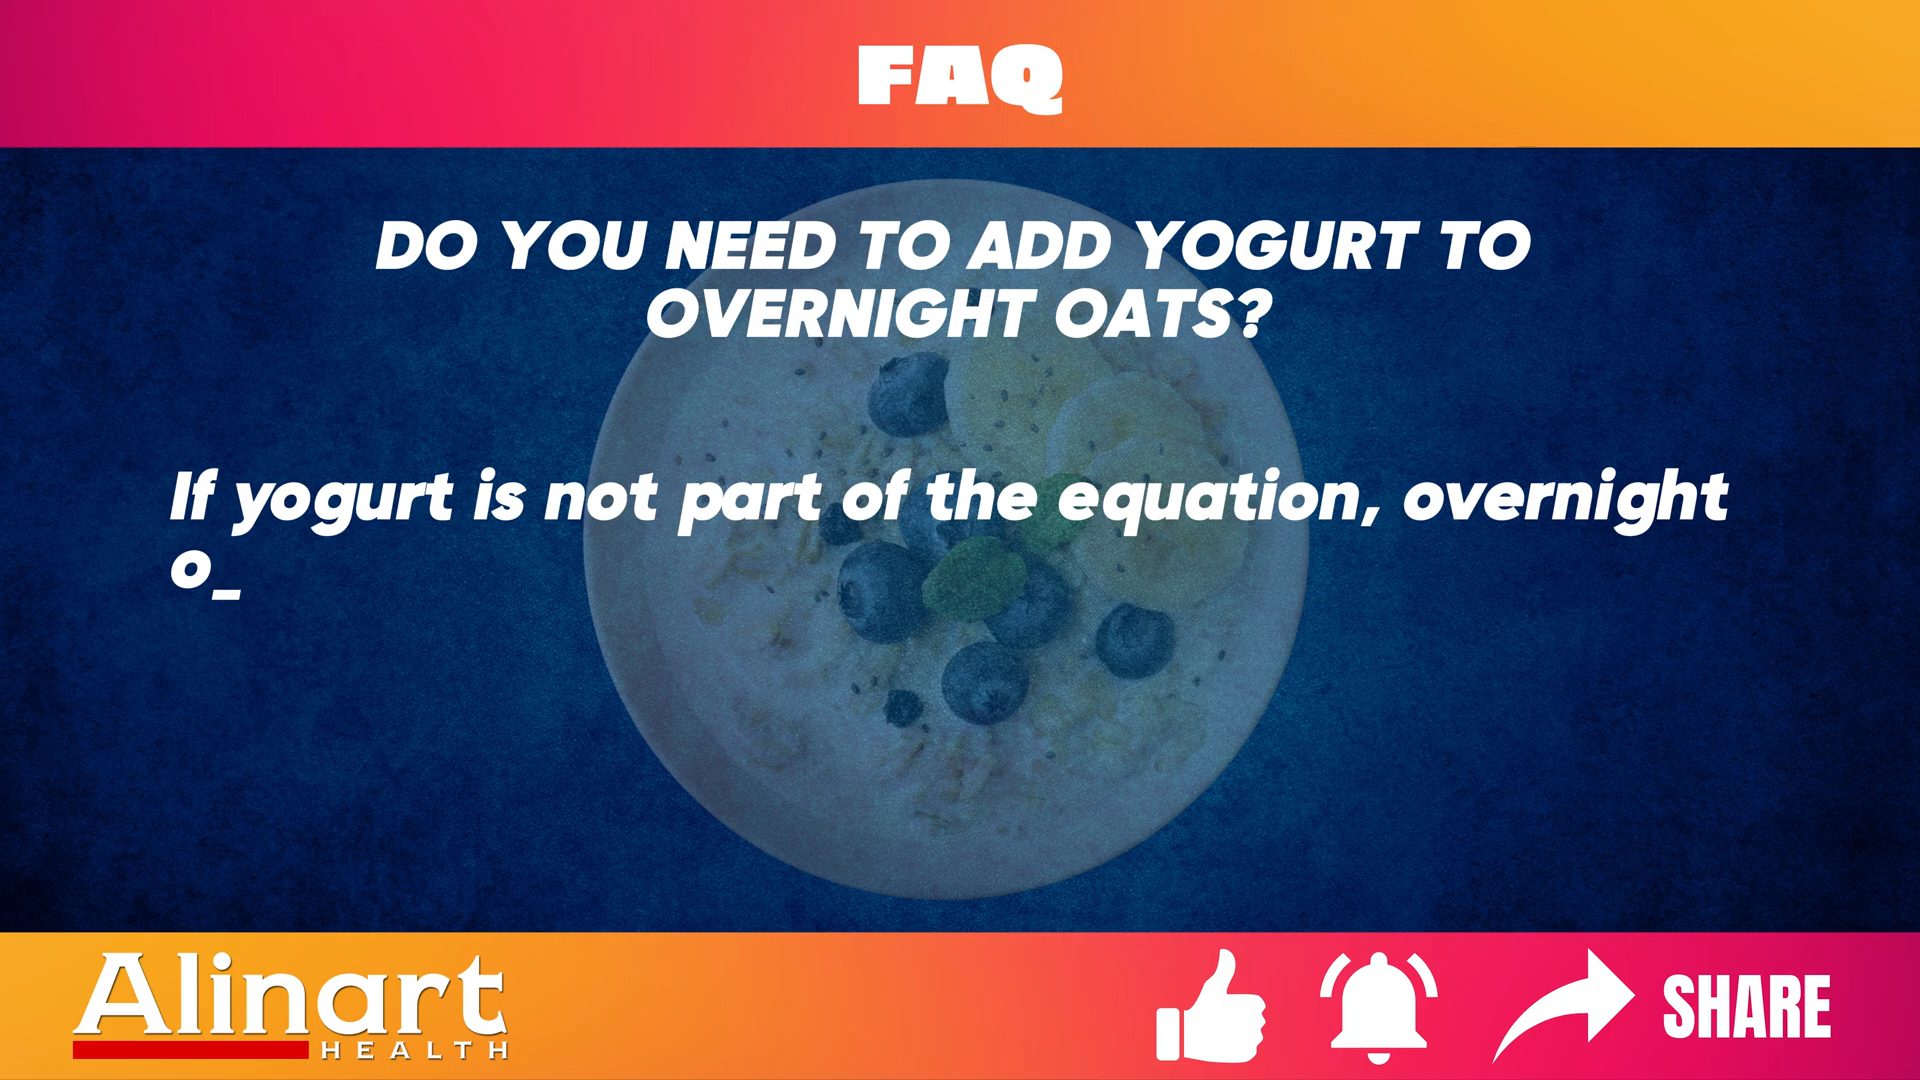 FAQ
DO YOU NEED TO ADD YOGURT TO
OVERNIGHT OATS?
If yogurt is not part of the equation, overnight
o_
Alinart
HEALTH
SHARE